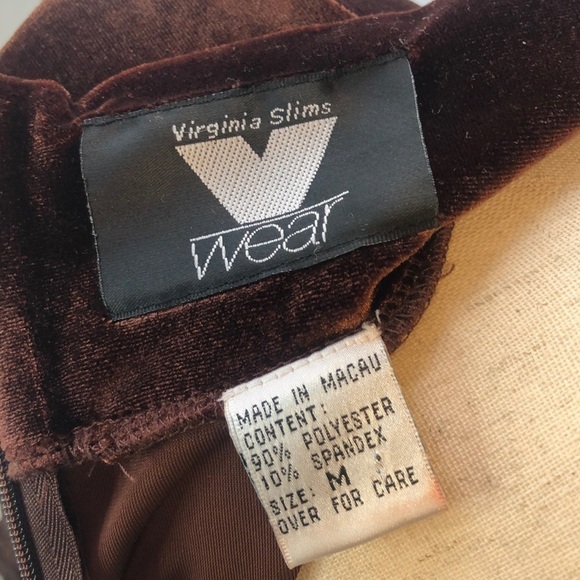 Virginia Slims
V
wear
MADE IN MACAU
CONTENT:
90% POLYESTER
10% SPANDEX
SIZE: M
OVER FOR CARE